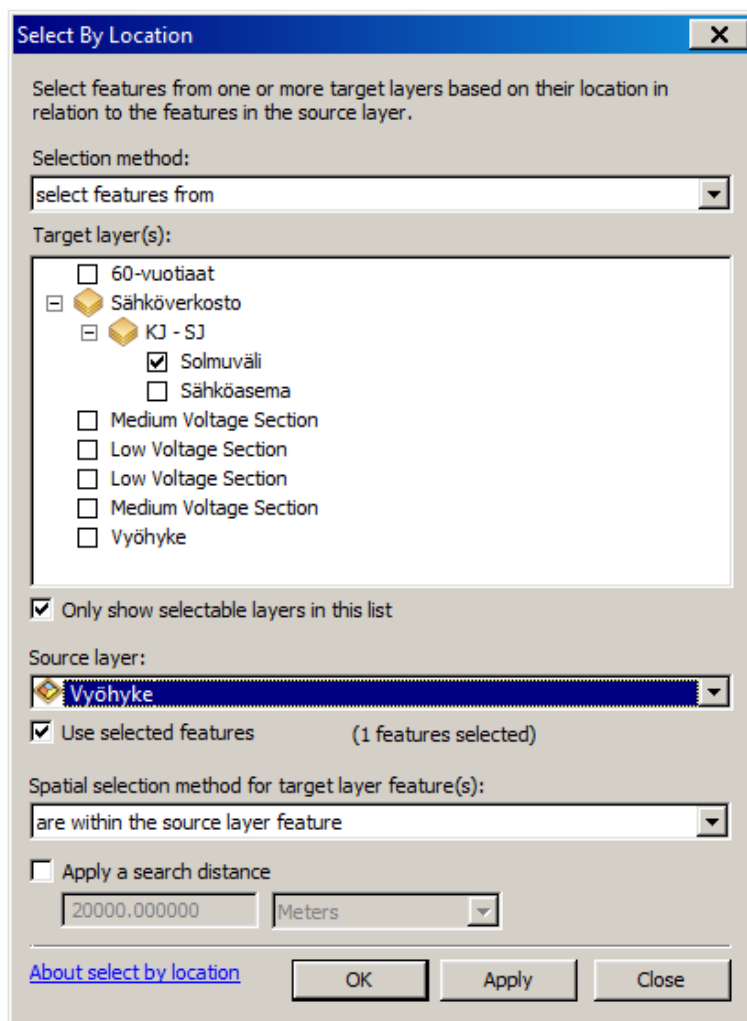 Select By Location
Select features from one or more target layers based on their location in
relation to the features in the source layer.
Selection method:
select features from
Target layer(s):
60-vuotiaat
Sähköverkosto
KJ - SJ
Solmuväli
Sähköasema
Medium Voltage Section
Low Voltage Section
Low Voltage Section
Medium Voltage Section
Vyöhyke
Only show selectable layers in this list
Source layer:
Vyöhyke
Use selected features (1 features selected)
Spatial selection method for target layer feature(s):
are within the source layer feature
Apply a search distance
20000.000000 Meters
About select by location OK Apply Close